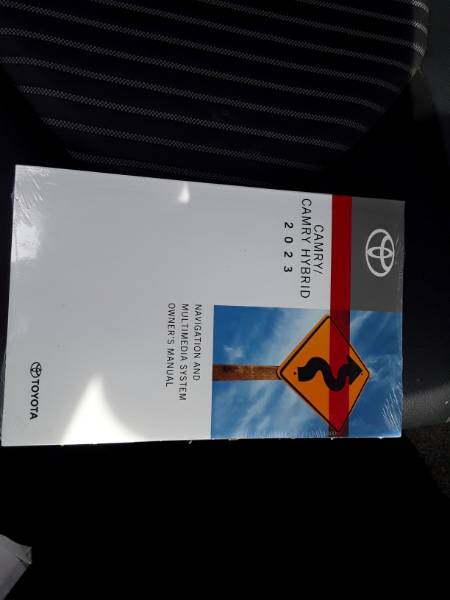 CAMRY/
CAMRY HYBRID
2023
NAVIGATION AND
MULTIMEDIA SYSTEM
OWNER'S MANUAL
TOYOTA